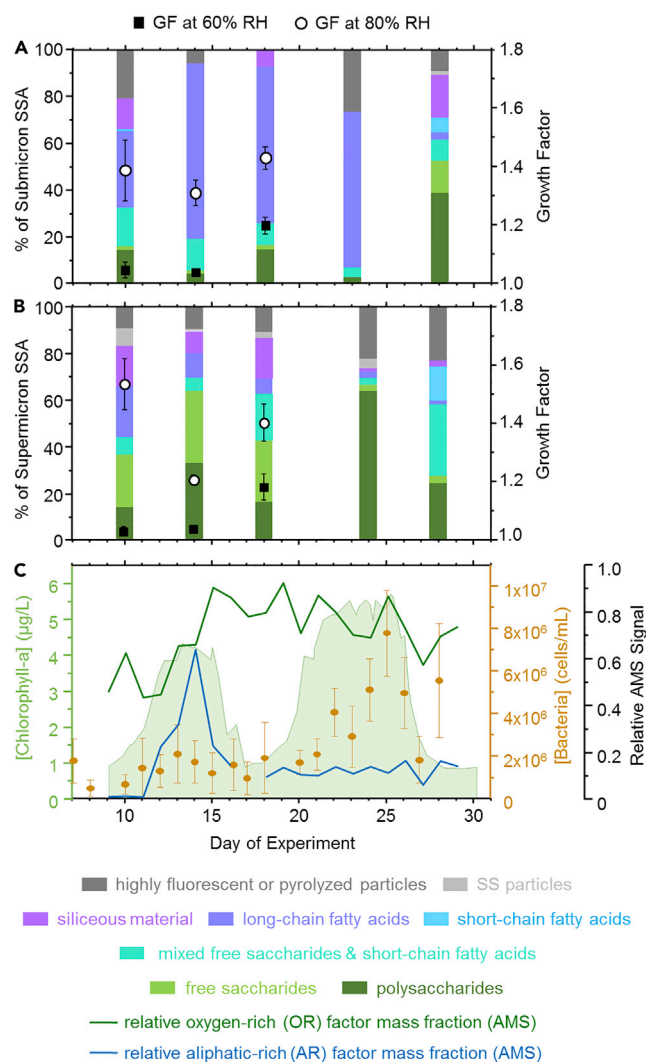 GF at 60% RH GF at 80% RH
A
% of Submicron SSA
100
80
60
40
20
0
1.8
1.6
1.4
1.2
1.0
Growth Factor
B
% of Supermicron SSA
100
80
60
40
20
0
1.8
1.6
1.4
1.2
1.0
Growth Factor
C
[Chlorophyll-a] (µg/L)
6
5
4
3
2
1
0
1x10⁷
8x10⁶
6x10⁶
4x10⁶
2x10⁶
0
[Bacteria] (cells/mL)
1.0
0.8
0.6
0.4
0.2
0
Relative AMS Signal
10 15 20 25 30
Day of Experiment
highly fluorescent or pyrolyzed particles SS particles
siliceous material long-chain fatty acids short-chain fatty acids
mixed free saccharides & short-chain fatty acids
free saccharides polysaccharides
relative oxygen-rich (OR) factor mass fraction (AMS)
relative aliphatic-rich (AR) factor mass fraction (AMS)